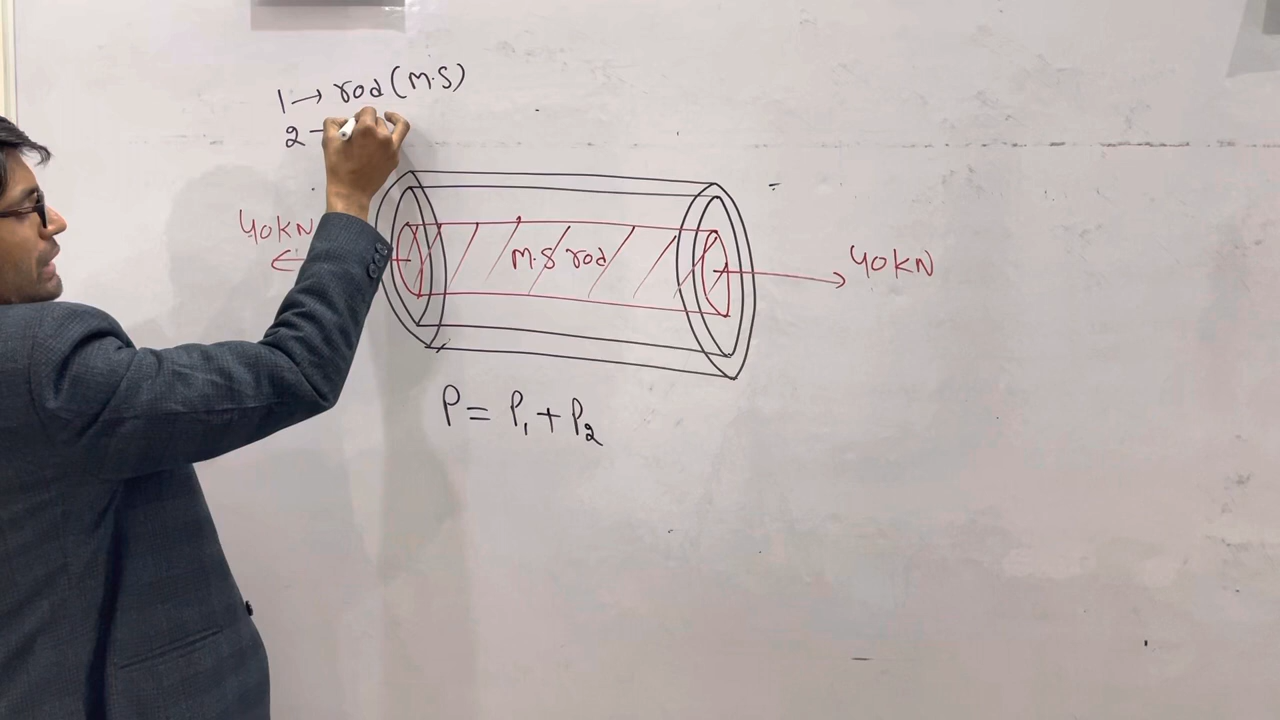 1 → rod (M.S)
2 →
40KN
M.S rod
40KN
P = P₁ + P₂